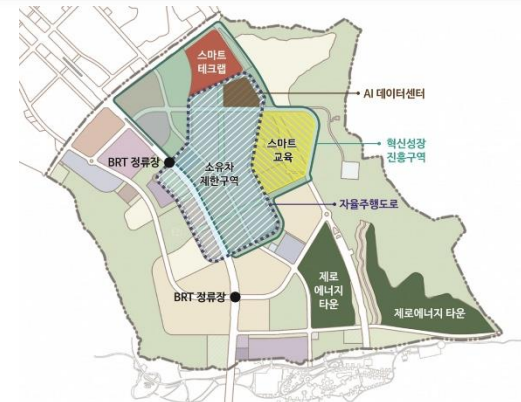 스마트
테크랩
AI 데이터센터
스마트
교육
혁신성장
진흥구역
BRT 정류장
소유차
제한구역
자율주행도로
제로
에너지
타운
BRT 정류장
제로에너지 타운